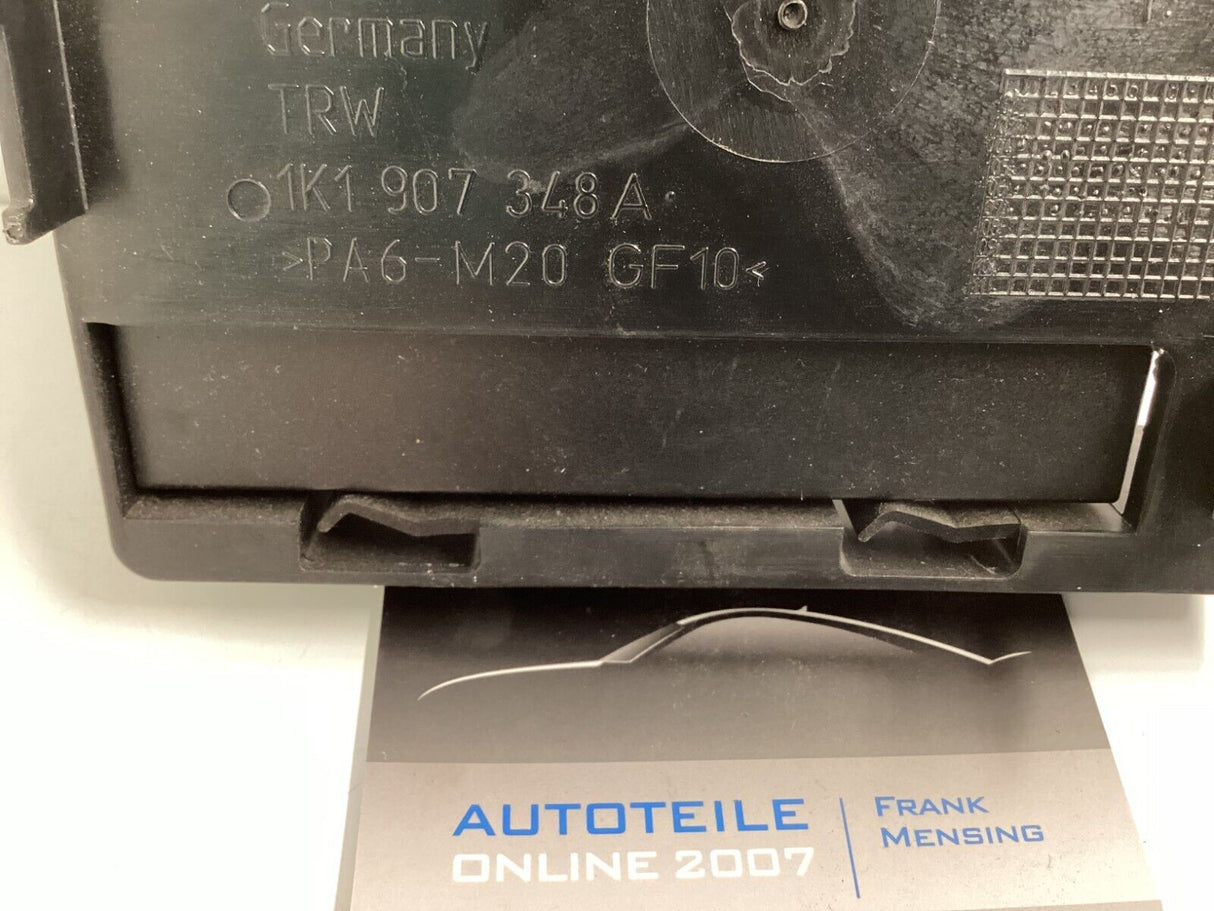 Germany
TRW
1K1 907 348 A
>PA6-M20 GF10<
AUTOTEILE
ONLINE 2007
FRANK
MENSING